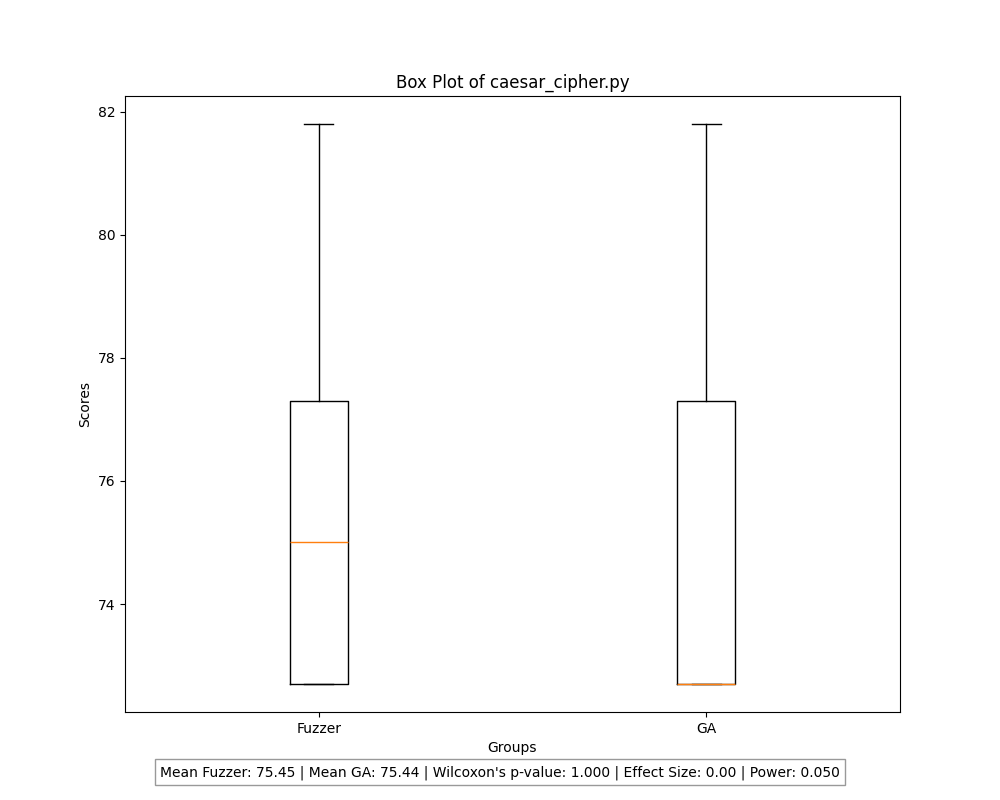 Box Plot of caesar_cipher.py
82
80
78
76
74
Scores
Fuzzer
GA
Groups
Mean Fuzzer: 75.45 | Mean GA: 75.44 | Wilcoxon's p-value: 1.000 | Effect Size: 0.00 | Power: 0.050